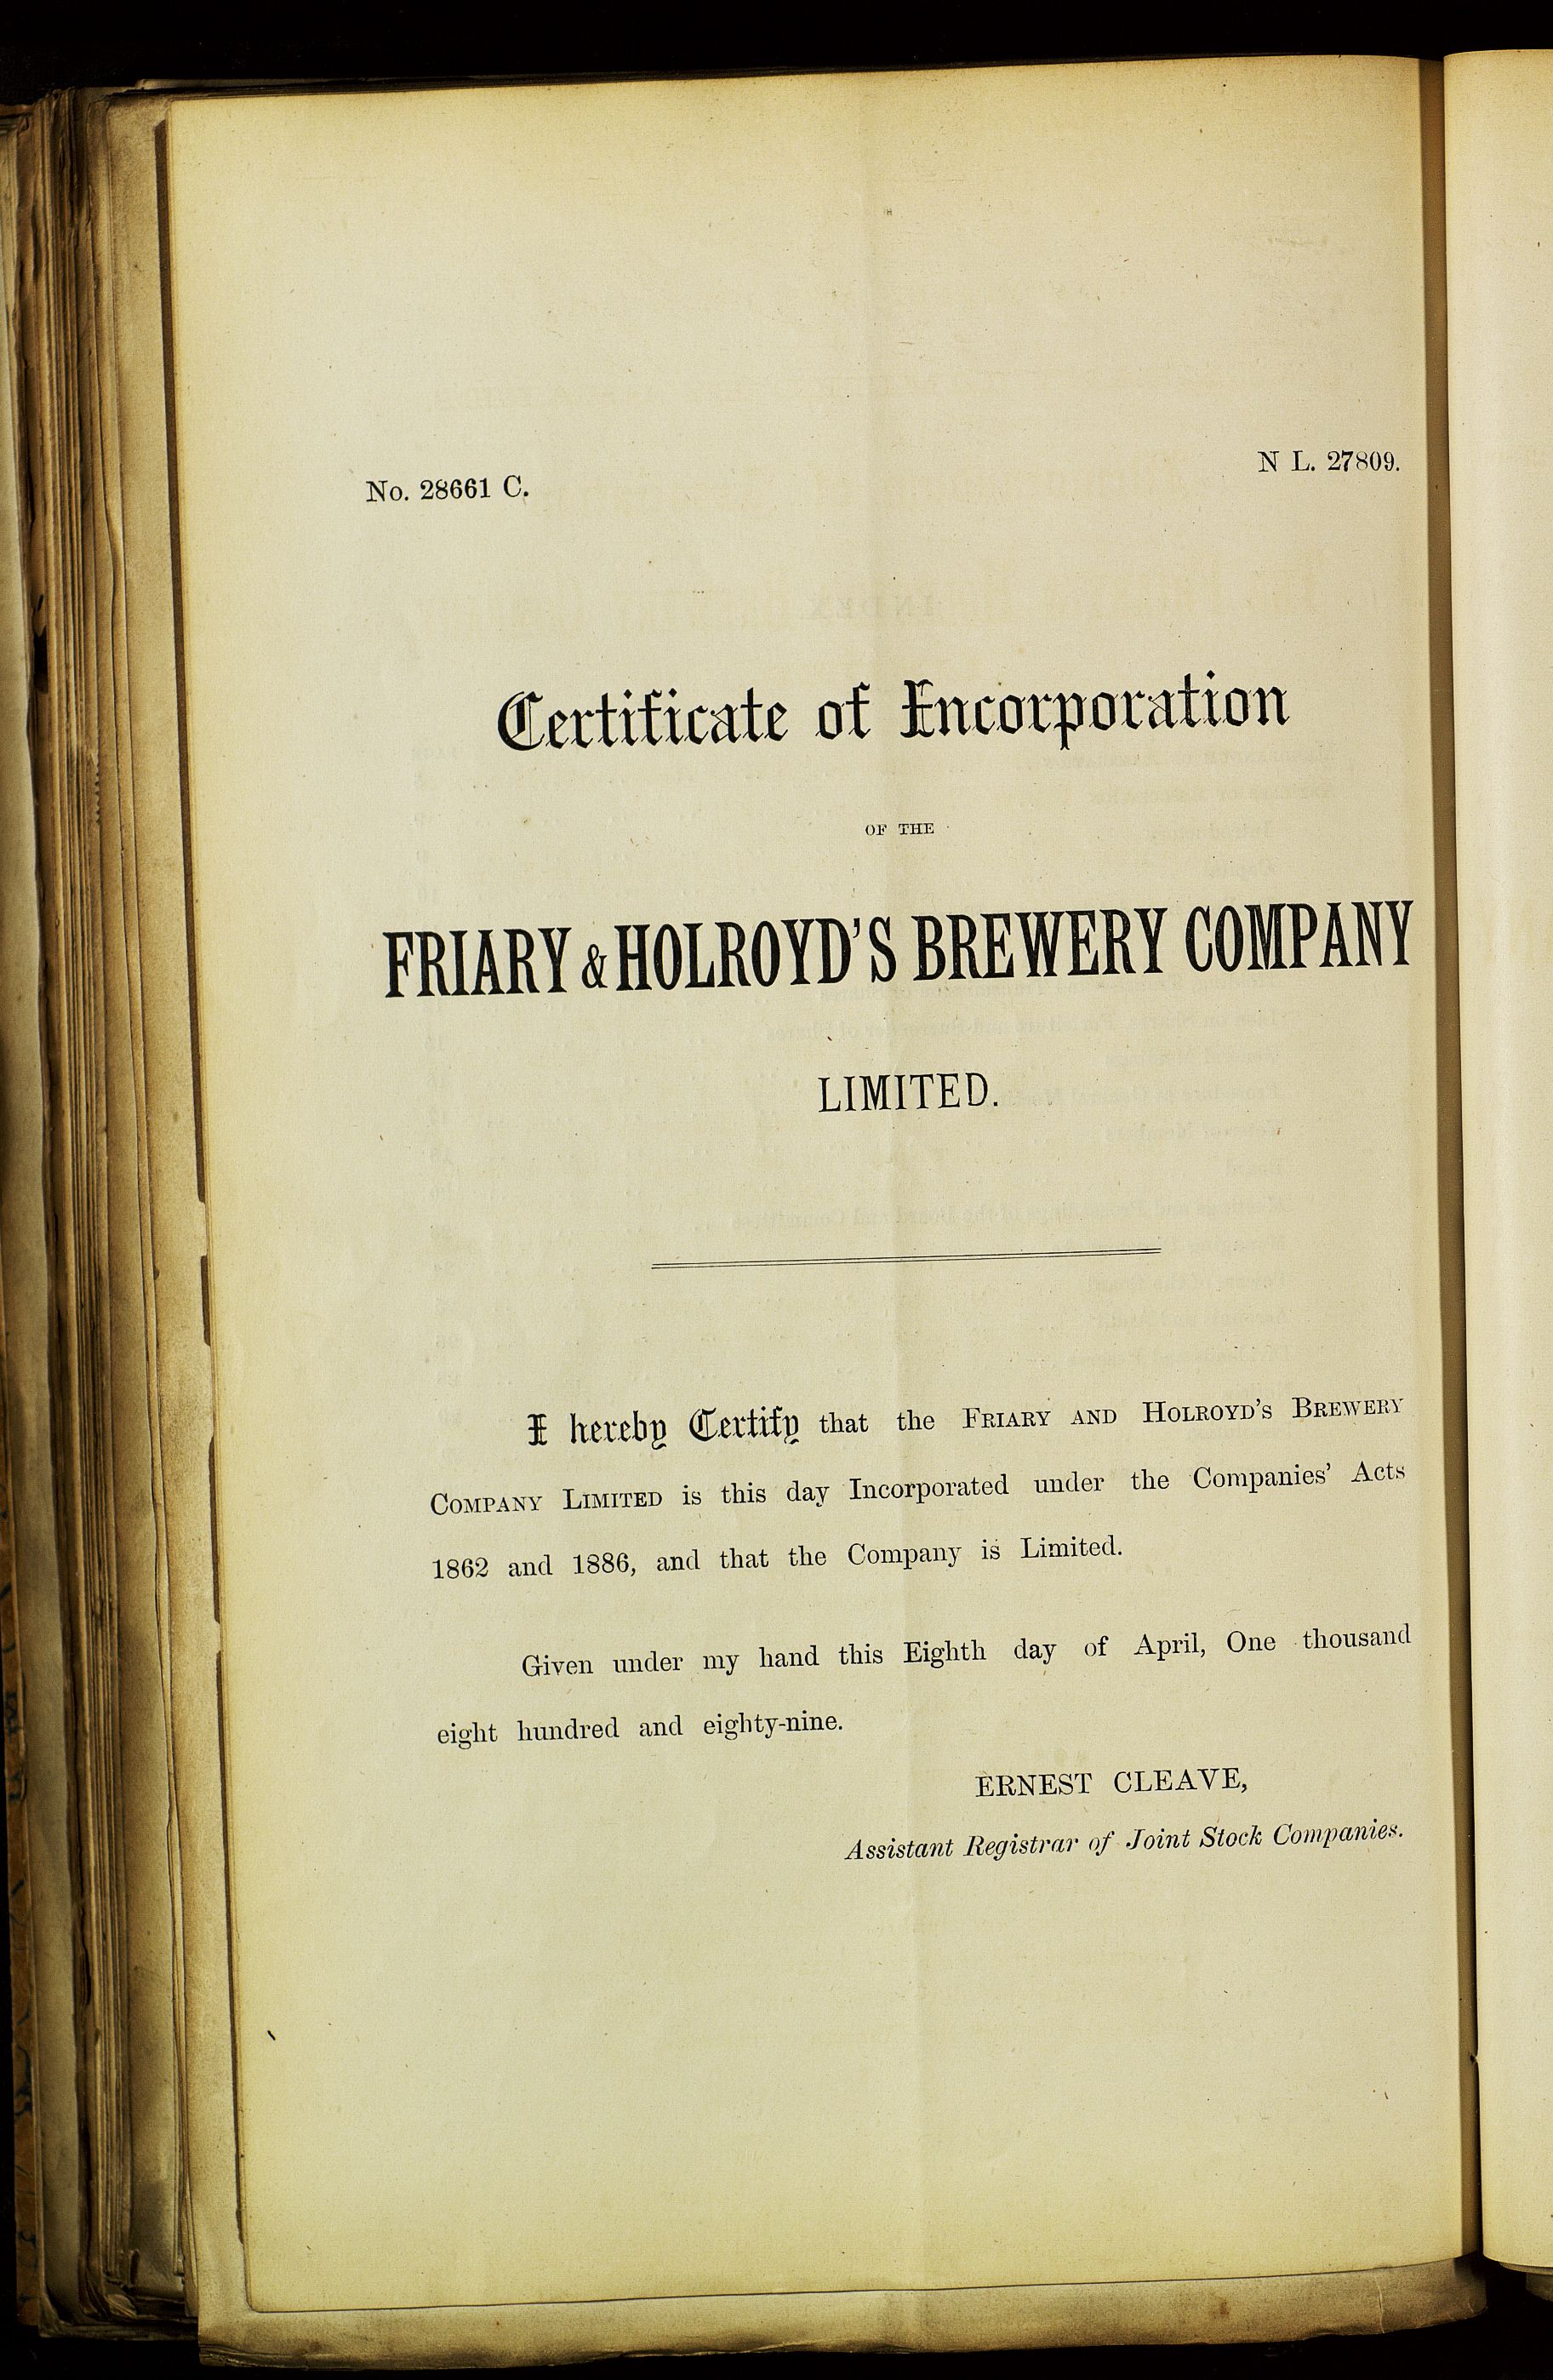 No. 28661 C.
N L. 27809.
Certificate of Incorporation
OF THE
FRIARY & HOLROYD'S BREWERY COMPANY
LIMITED.
I hereby Certify that the FRIARY AND HOLROYD'S BREWERY
COMPANY LIMITED is this day Incorporated under the Companies' Acts
1862 and 1886, and that the Company is Limited.
Given under my hand this Eighth day of April, One thousand
eight hundred and eighty-nine.
ERNEST CLEAVE,
Assistant Registrar of Joint Stock Companies.